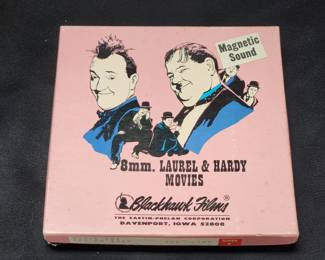 Magnetic
Sound
8mm. LAUREL & HARDY
MOVIES
Blackhawk Films®
THE EASTIN-PHELAN CORPORATION
DAVENPORT, IOWA 52808